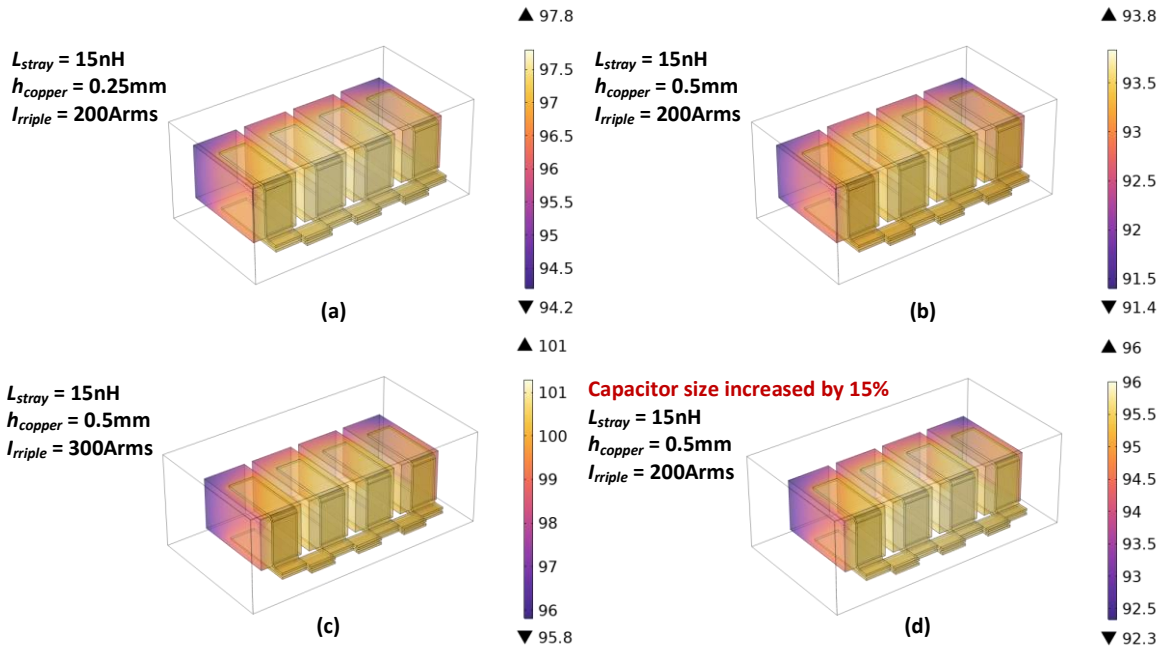 L_stray = 15nH
h_copper = 0.25mm
I_rriple = 200Arms
▲ 97.8
97.5
97
96.5
96
95.5
95
94.5
▼ 94.2
(a)
L_stray = 15nH
h_copper = 0.5mm
I_rriple = 200Arms
▲ 93.8
93.5
93
92.5
92
91.5
▼ 91.4
(b)
L_stray = 15nH
h_copper = 0.5mm
I_rriple = 300Arms
▲ 101
101
100
99
98
97
96
▼ 95.8
(c)
Capacitor size increased by 15%
L_stray = 15nH
h_copper = 0.5mm
I_rriple = 200Arms
▲ 96
96
95.5
95
94.5
94
93.5
93
92.5
▼ 92.3
(d)